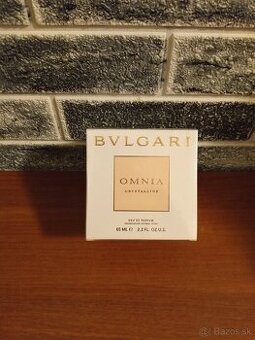 BVLGARI
OMNIA
CRYSTALLINE
EAU DE PARFUM
65 ML ℮ 2.2 FL.OZ.U.S.
Bazos.sk